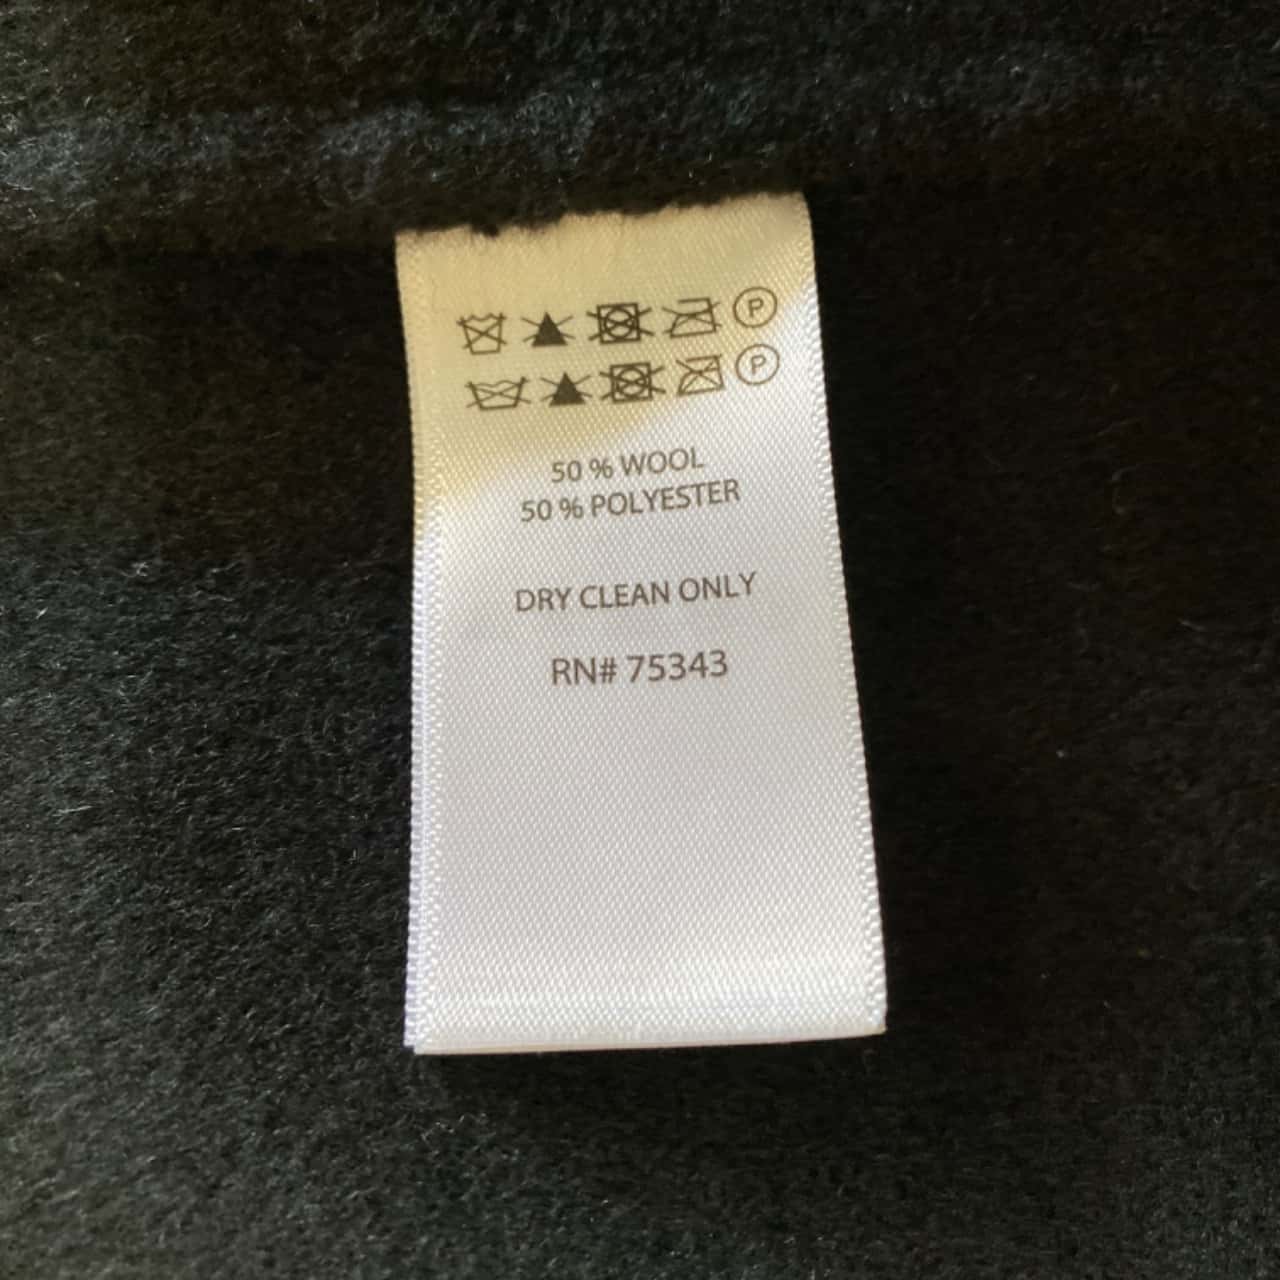 P
P
50 % WOOL
50 % POLYESTER
DRY CLEAN ONLY
RN# 75343